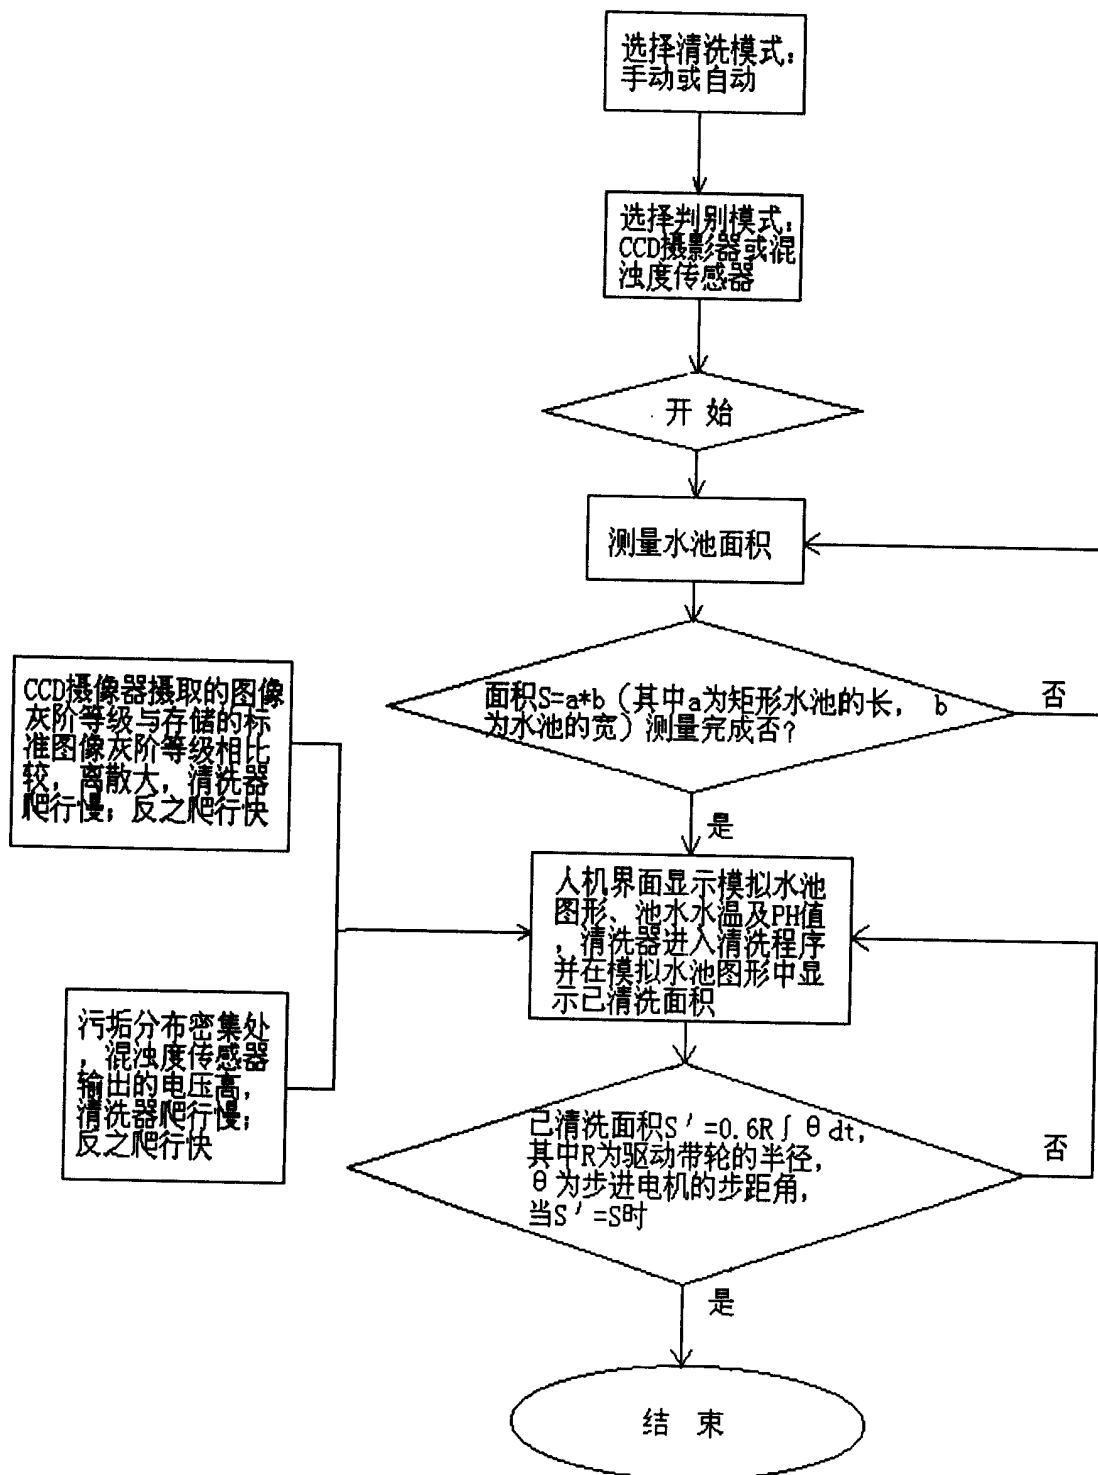 选择清洗模式：
手动或自动
选择判别模式：
CCD摄影器或混
浊度传感器
开 始
测量水池面积
面积S=a*b（其中a为矩形水池的长， b
为水池的宽）测量完成否？
否
是
CCD摄像器摄取的图像
灰阶等级与存储的标
准图像灰阶等级相比
较，离散大，清洗器
爬行慢；反之爬行快
人机界面显示模拟水池
图形、池水水温及PH值
，清洗器进入清洗程序
并在模拟水池图形中显
示已清洗面积
污垢分布密集处
，混浊度传感器
输出的电压高，
清洗器爬行慢；
反之爬行快
已清洗面积S′=0.6R∫θdt，
其中R为驱动带轮的半径，
θ为步进电机的步距角，
当S′=S时
否
是
结 束